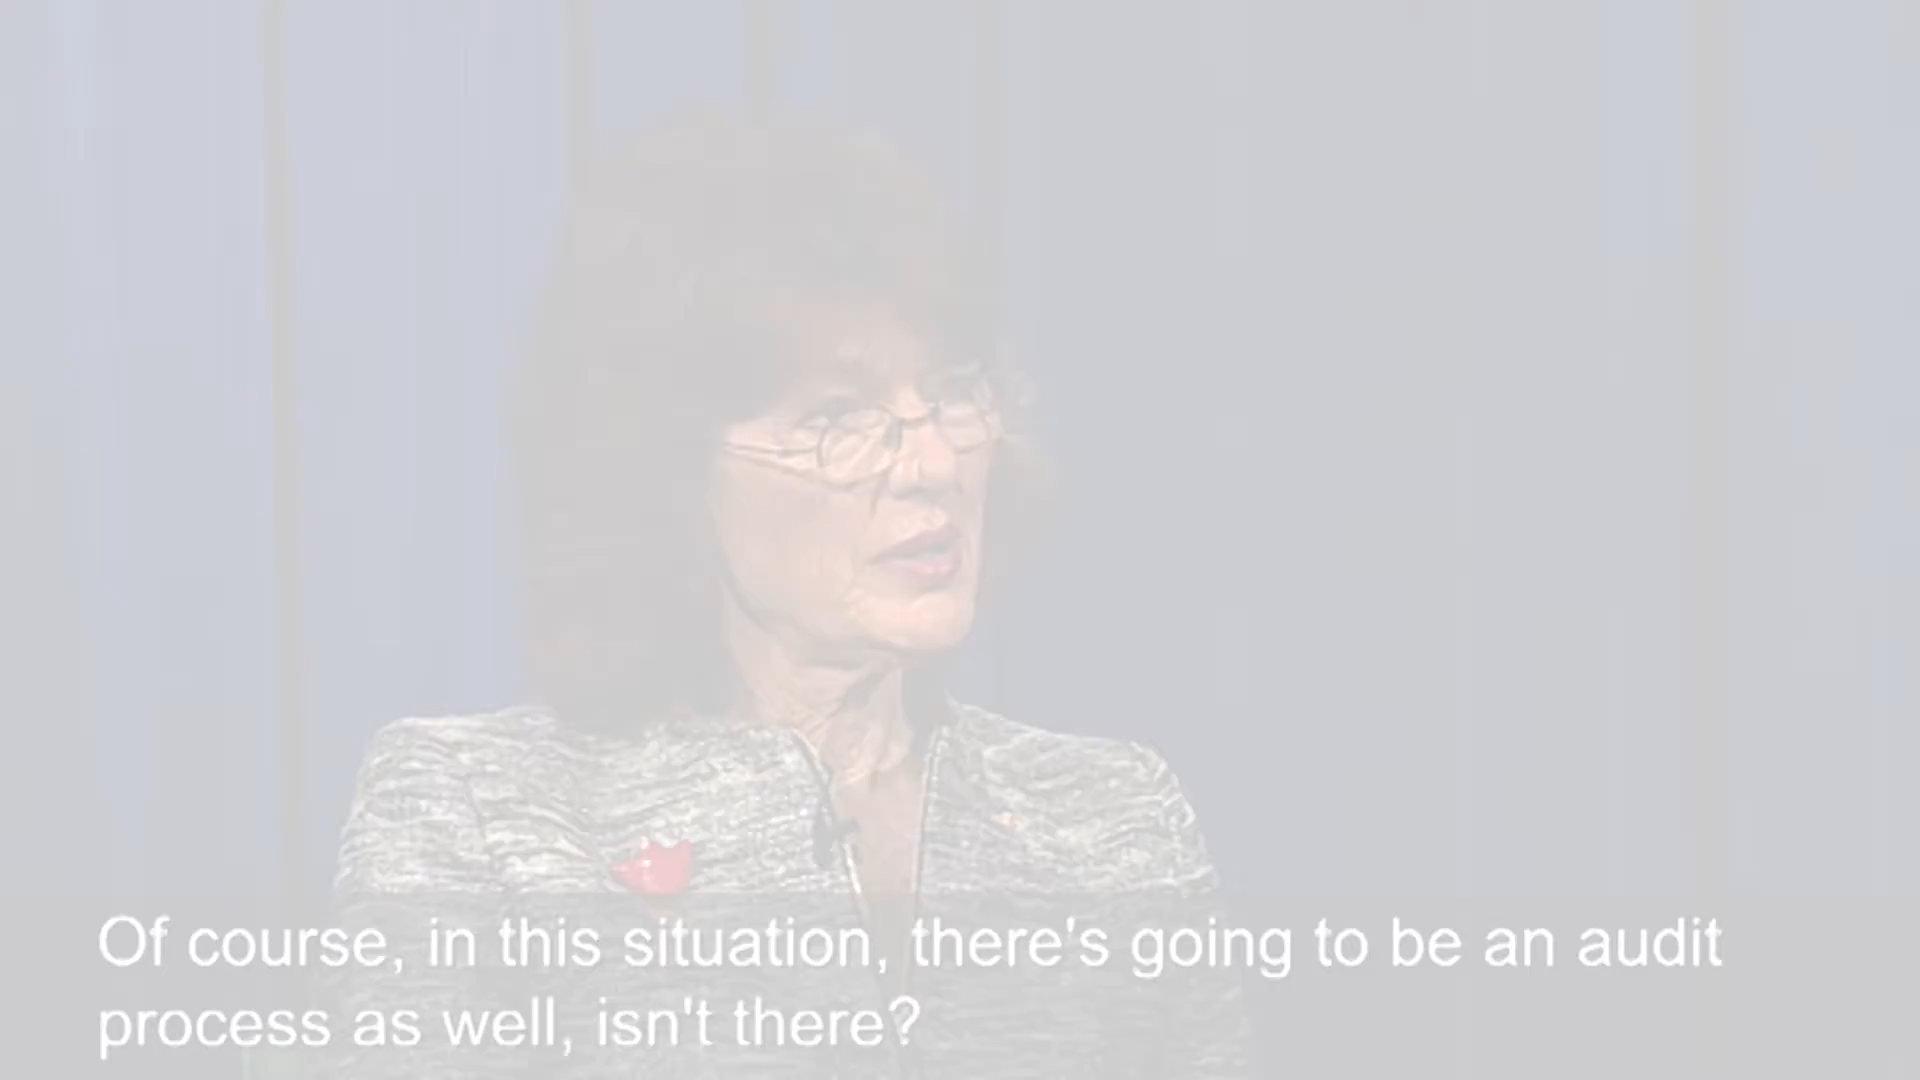 Of course, in this situation, there's going to be an audit
process as well, isn't there?